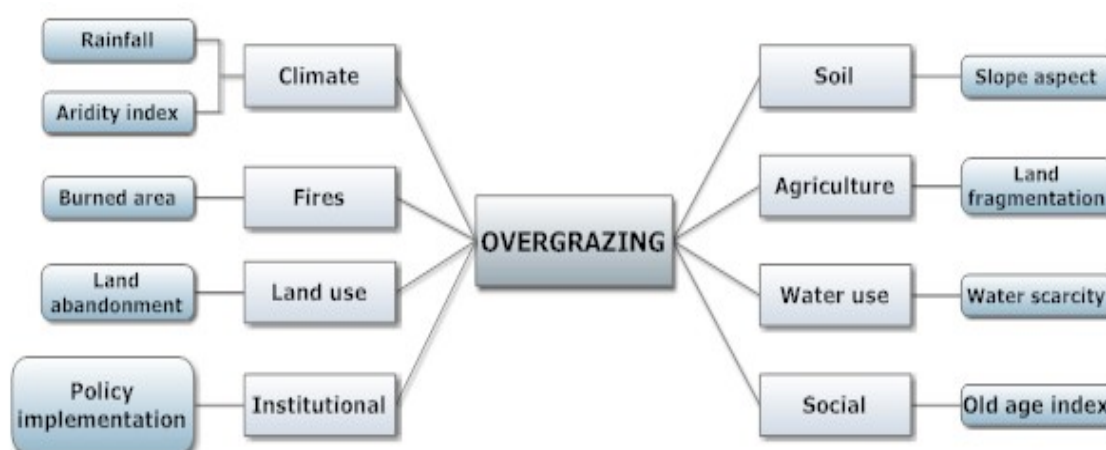 Rainfall
Climate
Aridity index
Burned area
Fires
Land
abandonment
Land use
Policy
implementation
Institutional
OVERGRAZING
Soil
Slope aspect
Agriculture
Land
fragmentation
Water use
Water scarcity
Social
Old age index